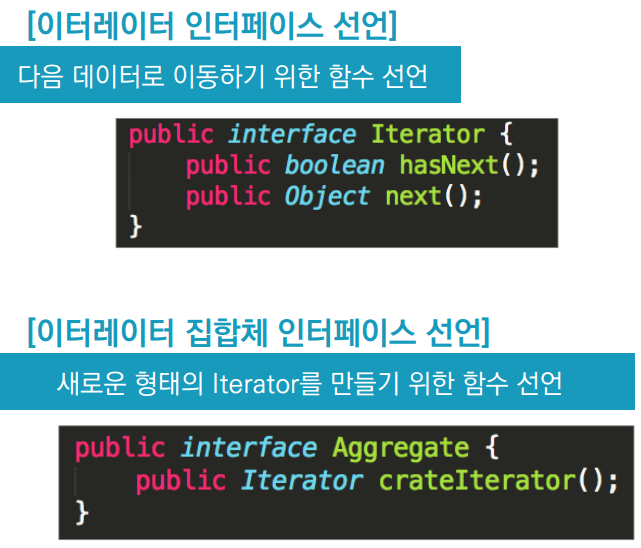 [이터레이터 인터페이스 선언]
다음 데이터로 이동하기 위한 함수 선언
public interface Iterator {
public boolean hasNext();
public Object next();
}
[이터레이터 집합체 인터페이스 선언]
새로운 형태의 Iterator를 만들기 위한 함수 선언
public interface Aggregate {
public Iterator crateIterator();
}